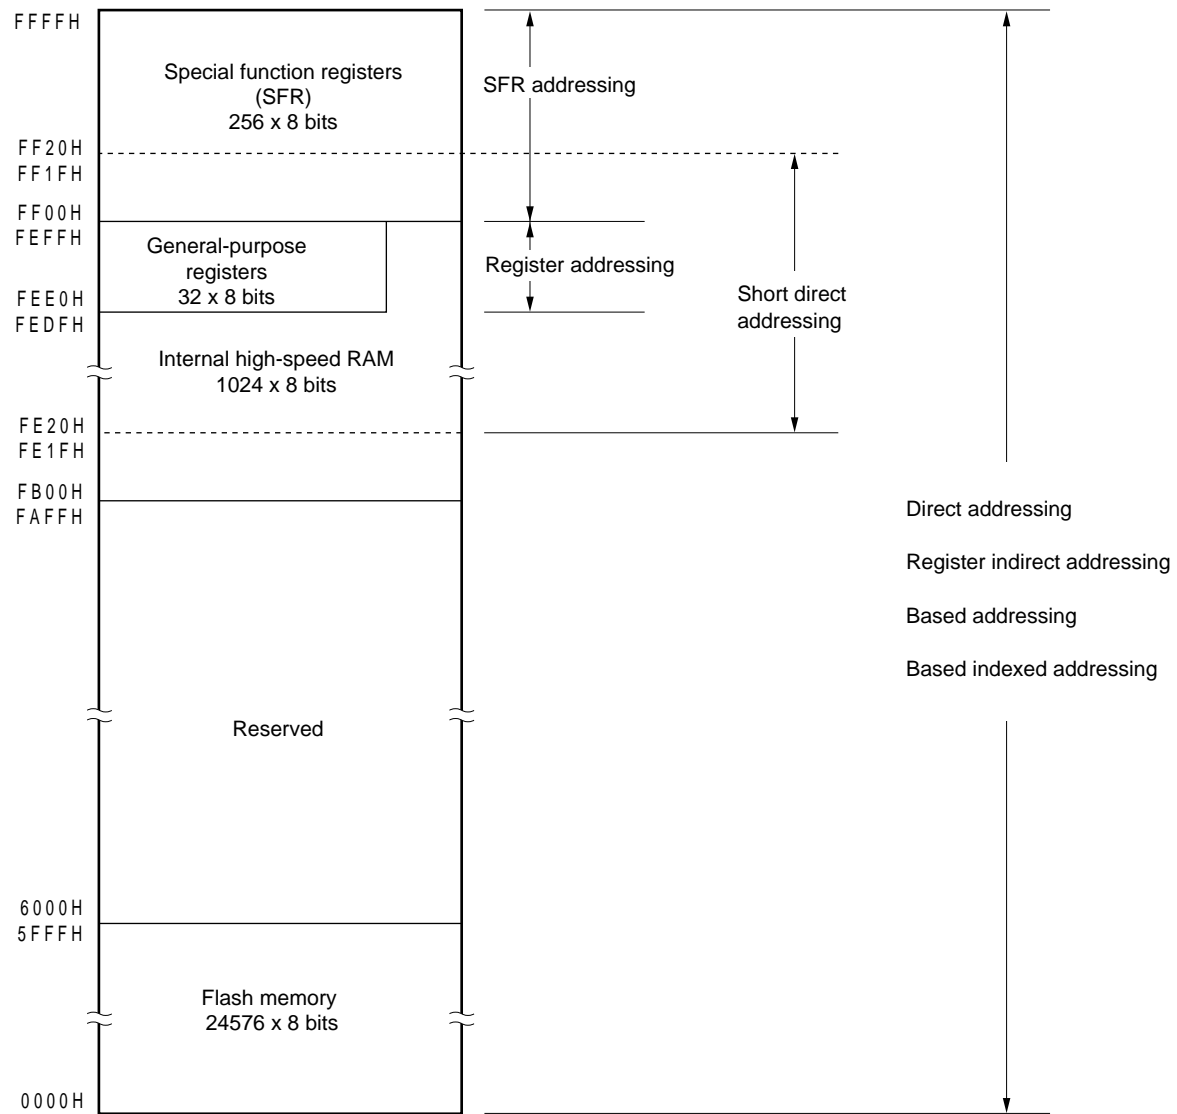 FFFFH
Special function registers
(SFR)
256 x 8 bits
SFR addressing
FF20H
FF1FH
FF00H
FEFFH
General-purpose
registers
32 x 8 bits
Register addressing
FEE0H
FEDFH
Short direct
addressing
Internal high-speed RAM
1024 x 8 bits
FE20H
FE1FH
FB00H
FAFFH
Direct addressing
Register indirect addressing
Based addressing
Based indexed addressing
Reserved
6000H
5FFFH
Flash memory
24576 x 8 bits
0000H